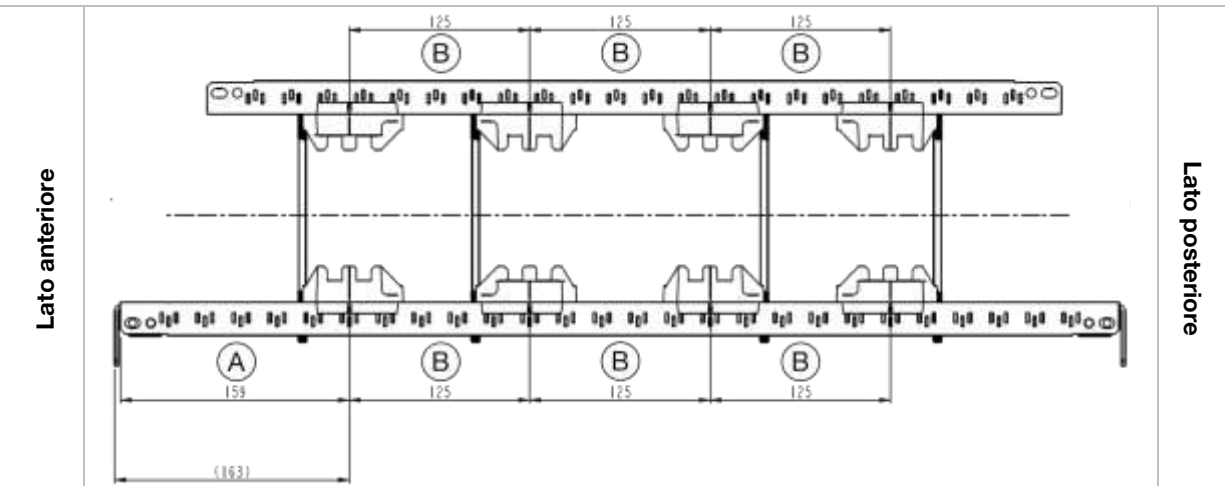 125 125 125
B B B
Lato anteriore
Lato posteriore
A B B B
159 125 125 125
(163)